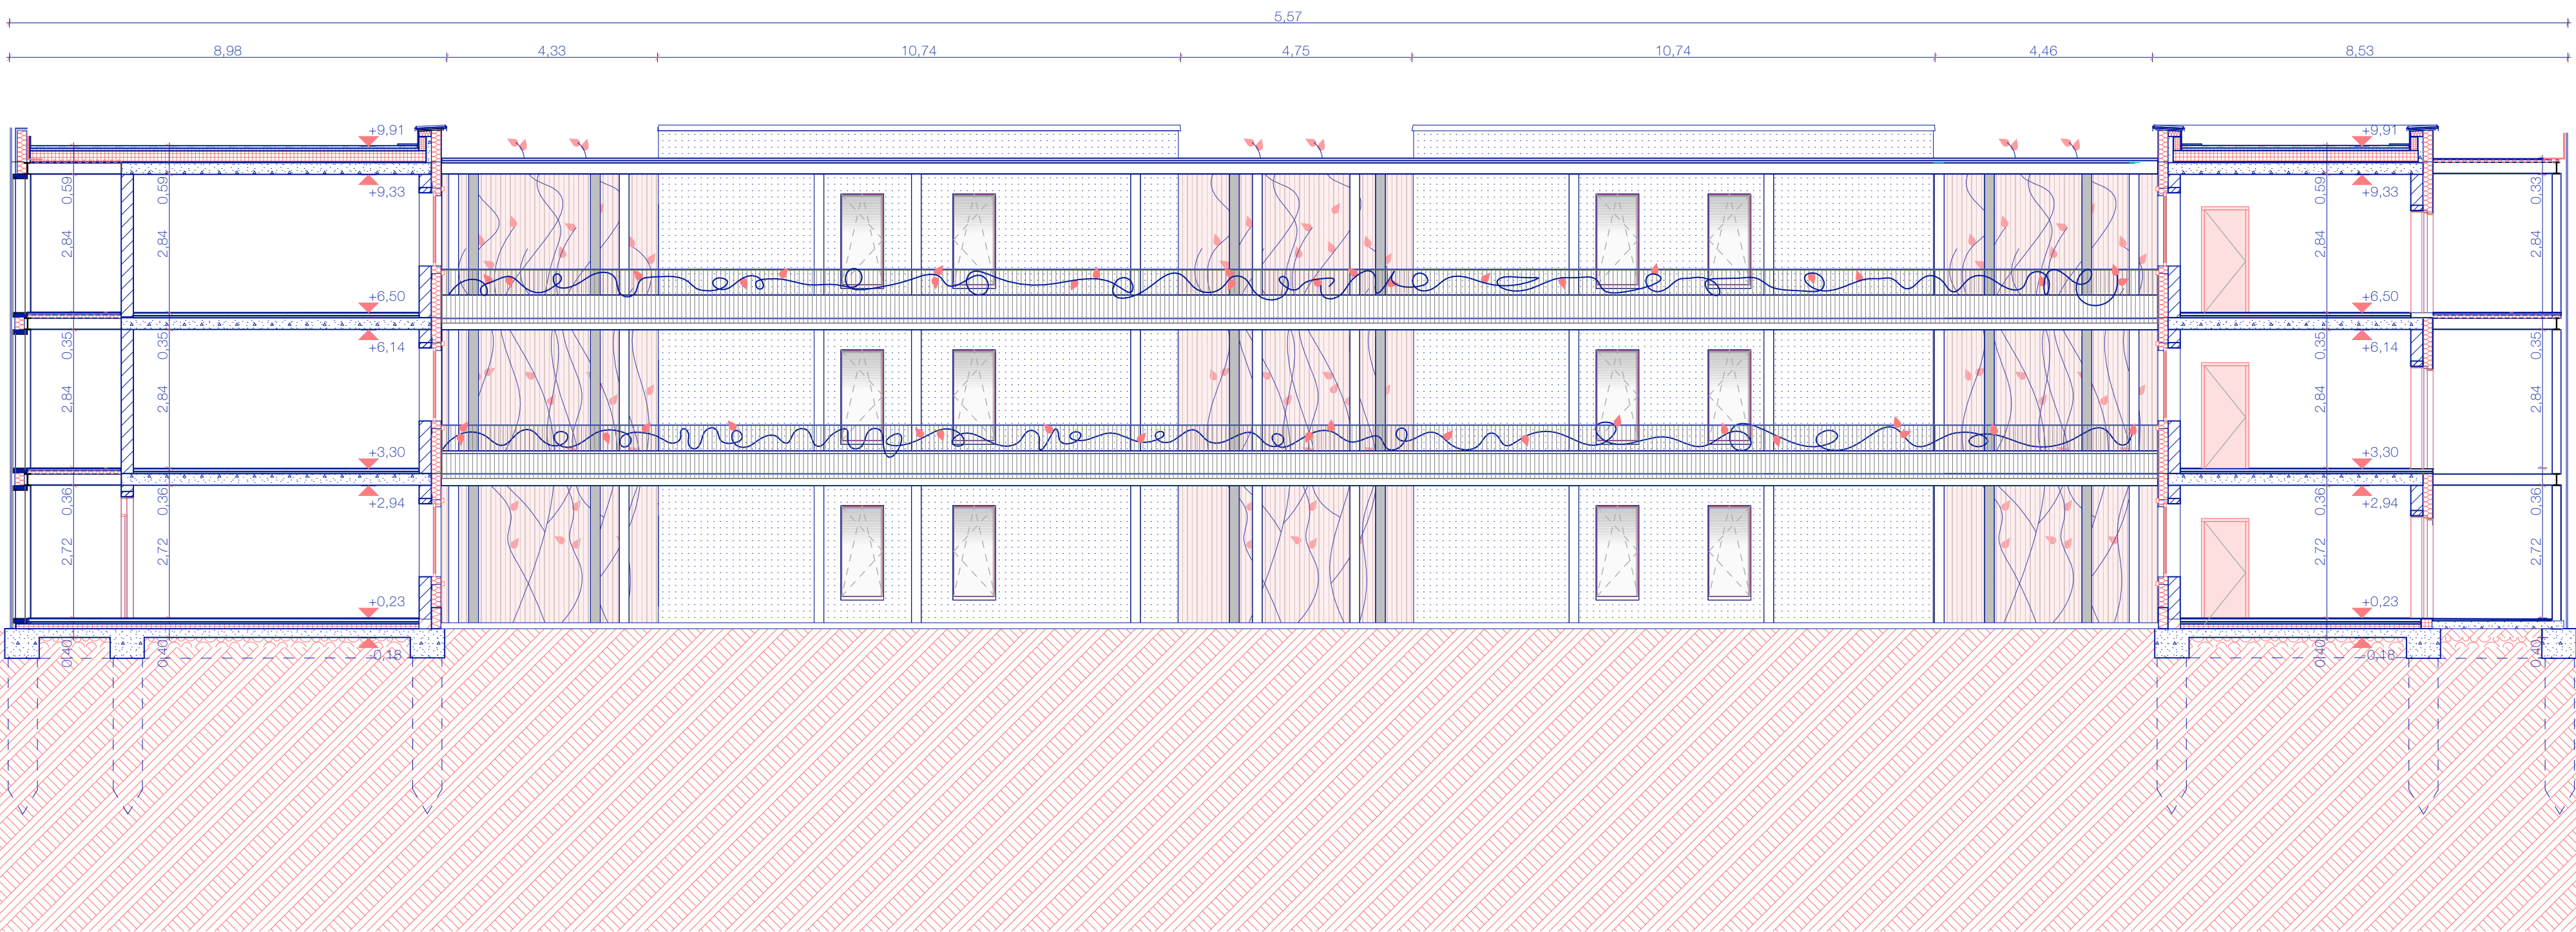 5,57
8,98 4,33 10,74 4,75 10,74 4,46 8,53
+9,91 +9,91
0,59 0,59 +9,33 0,59 +9,33 0,33
2,84 2,84 2,84 2,84
+6,50 +6,50
0,35 0,35 +6,14 0,35 +6,14 0,35
2,84 2,84 2,84 2,84
+3,30 +3,30
0,36 0,36 +2,94 0,36 +2,94 0,36
2,72 2,72 2,72 2,72
+0,23 +0,23
0,40 0,40 -0,18 0,40 -0,18 0,40